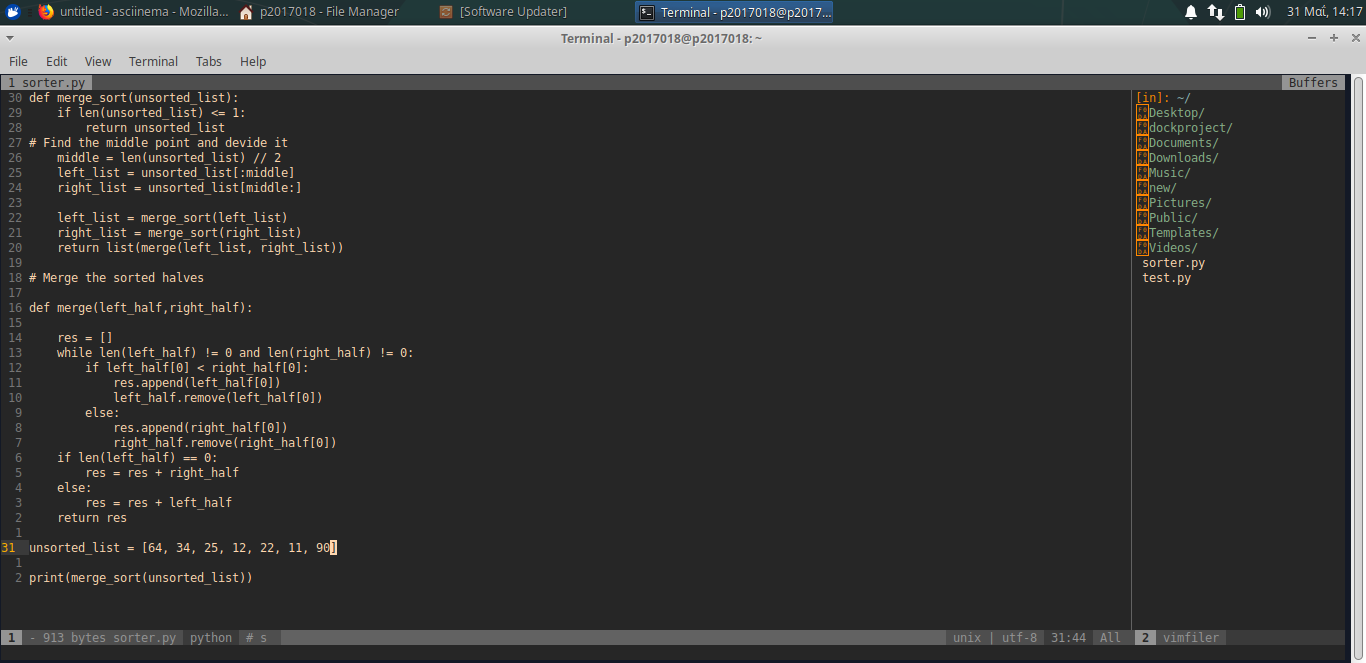 untitled - asciinema - Mozilla...
p2017018 - File Manager
[Software Updater]
Terminal - p2017018@p2017...
31 Μαΐ, 14:17
Terminal - p2017018@p2017018: ~
File Edit View Terminal Tabs Help
1 sorter.py
Buffers
30 def merge_sort(unsorted_list):
29     if len(unsorted_list) <= 1:
28         return unsorted_list
27 # Find the middle point and devide it
26     middle = len(unsorted_list) // 2
25     left_list = unsorted_list[:middle]
24     right_list = unsorted_list[middle:]
23
22     left_list = merge_sort(left_list)
21     right_list = merge_sort(right_list)
20     return list(merge(left_list, right_list))
19
18 # Merge the sorted halves
17
16 def merge(left_half,right_half):
15
14     res = []
13     while len(left_half) != 0 and len(right_half) != 0:
12         if left_half[0] < right_half[0]:
11             res.append(left_half[0])
10             left_half.remove(left_half[0])
9         else:
8             res.append(right_half[0])
7             right_half.remove(right_half[0])
6     if len(left_half) == 0:
5         res = res + right_half
4     else:
3         res = res + left_half
2     return res
1
31 unsorted_list = [64, 34, 25, 12, 22, 11, 90]
1
2 print(merge_sort(unsorted_list))
[in]: ~/
Desktop/
dockproject/
Documents/
Downloads/
Music/
new/
Pictures/
Public/
Templates/
Videos/
sorter.py
test.py
1 - 913 bytes sorter.py python # s
unix | utf-8 31:44 All
2 vimfiler